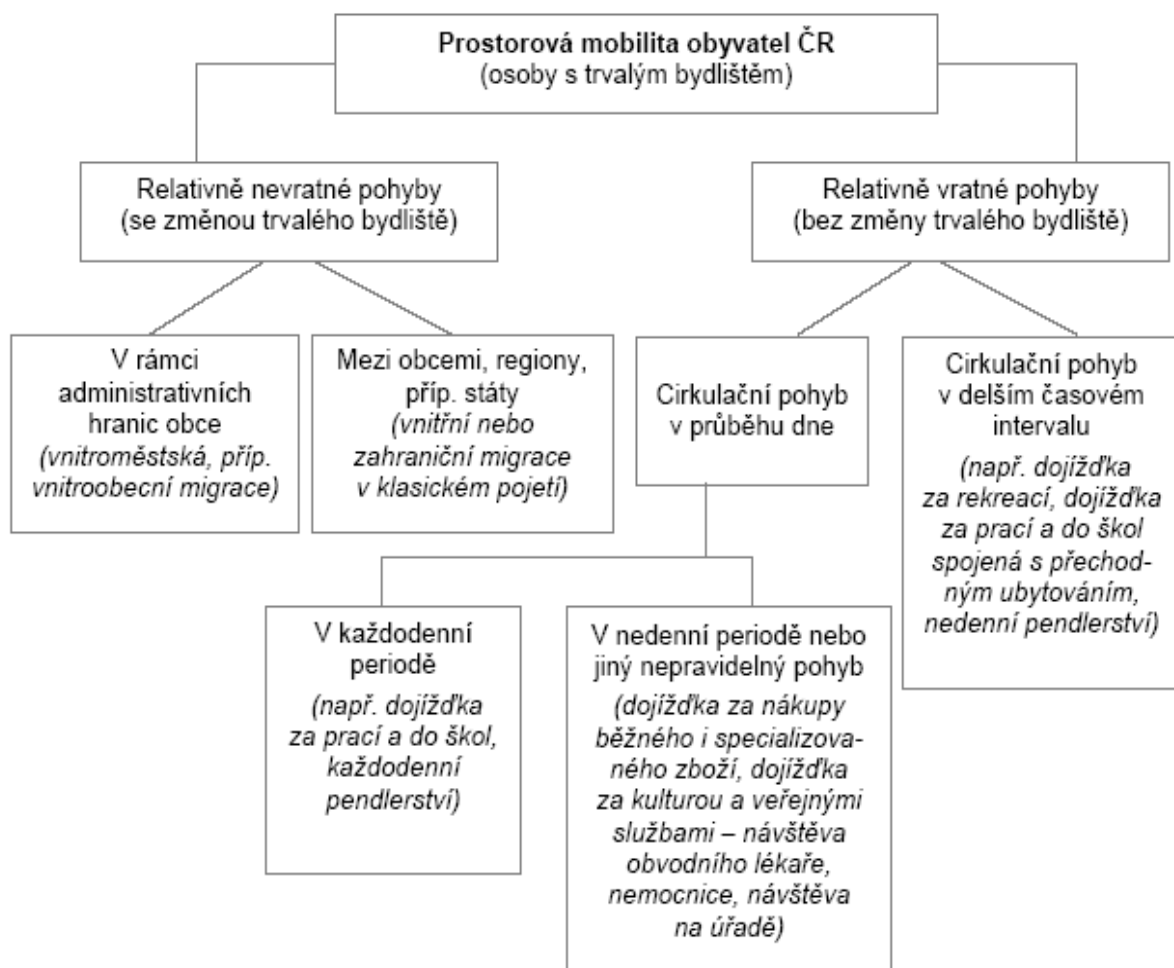 Prostorová mobilita obyvatel ČR
(osoby s trvalým bydlištěm)
Relativně nevratné pohyby
(se změnou trvalého bydliště)
Relativně vratné pohyby
(bez změny trvalého bydliště)
V rámci
administrativních
hranic obce
(vnitroměstská, příp.
vnitroobecní migrace)
Mezi obcemi, regiony,
příp. státy
(vnitřní nebo
zahraniční migrace
v klasickém pojetí)
Cirkulační pohyb
v průběhu dne
Cirkulační pohyb
v delším časovém
intervalu
(např. dojížďka
za rekreací, dojížďka
za prací a do škol
spojená s přechod-
ným ubytováním,
nedenní pendlerství)
V každodenní
periodě
(např. dojížďka
za prací a do škol,
každodenní
pendlerství)
V nedenní periodě nebo
jiný nepravidelný pohyb
(dojížďka za nákupy
běžného i specializova-
ného zboží, dojížďka
za kulturou a veřejnými
službami – návštěva
obvodního lékaře,
nemocnice, návštěva
na úřadě)